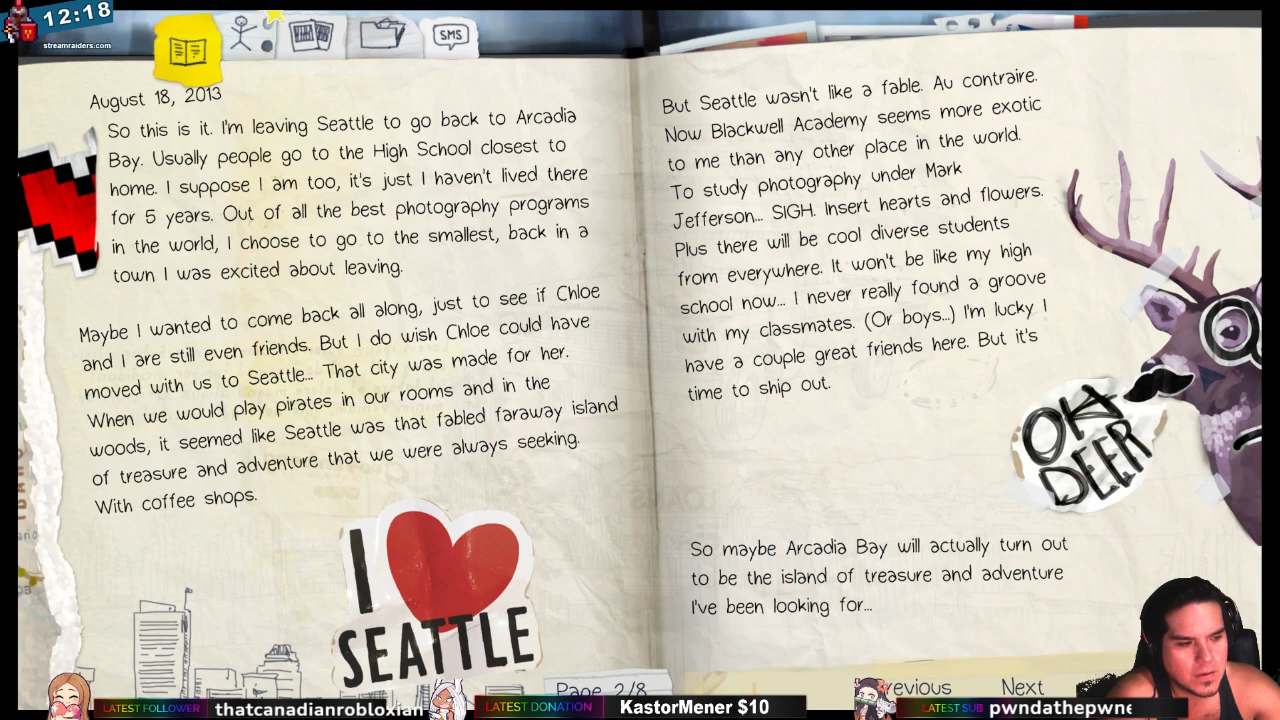 12:18
streamraiders.com
SMS
August 18, 2013
So this is it. I'm leaving Seattle to go back to Arcadia
Bay. Usually people go to the High School closest to
home. I suppose I am too, it's just I haven't lived there
for 5 years. Out of all the best photography programs
in the world, I choose to go to the smallest, back in a
town I was excited about leaving.
Maybe I wanted to come back all along, just to see if Chloe
and I are still even friends. But I do wish Chloe could have
moved with us to Seattle... That city was made for her.
When we would play pirates in our rooms and in the
woods, it seemed like Seattle was that fabled faraway island
of treasure and adventure that we were always seeking.
With coffee shops.
I
SEATTLE
Page 2/8
But Seattle wasn't like a fable. Au contraire.
Now Blackwell Academy seems more exotic
to me than any other place in the world.
To study photography under Mark
Jefferson... SIGH. Insert hearts and flowers.
Plus there will be cool diverse students
from everywhere. It won't be like my high
school now... I never really found a groove
with my classmates. (Or boys...) I'm lucky I
have a couple great friends here. But it's
time to ship out.
OH
DEER
So maybe Arcadia Bay will actually turn out
to be the island of treasure and adventure
I've been looking for...
revious Next
LATEST FOLLOWER thatcanadianrobloxian
LATEST DONATION KastorMener $10
LATEST SUB pwndathepwne